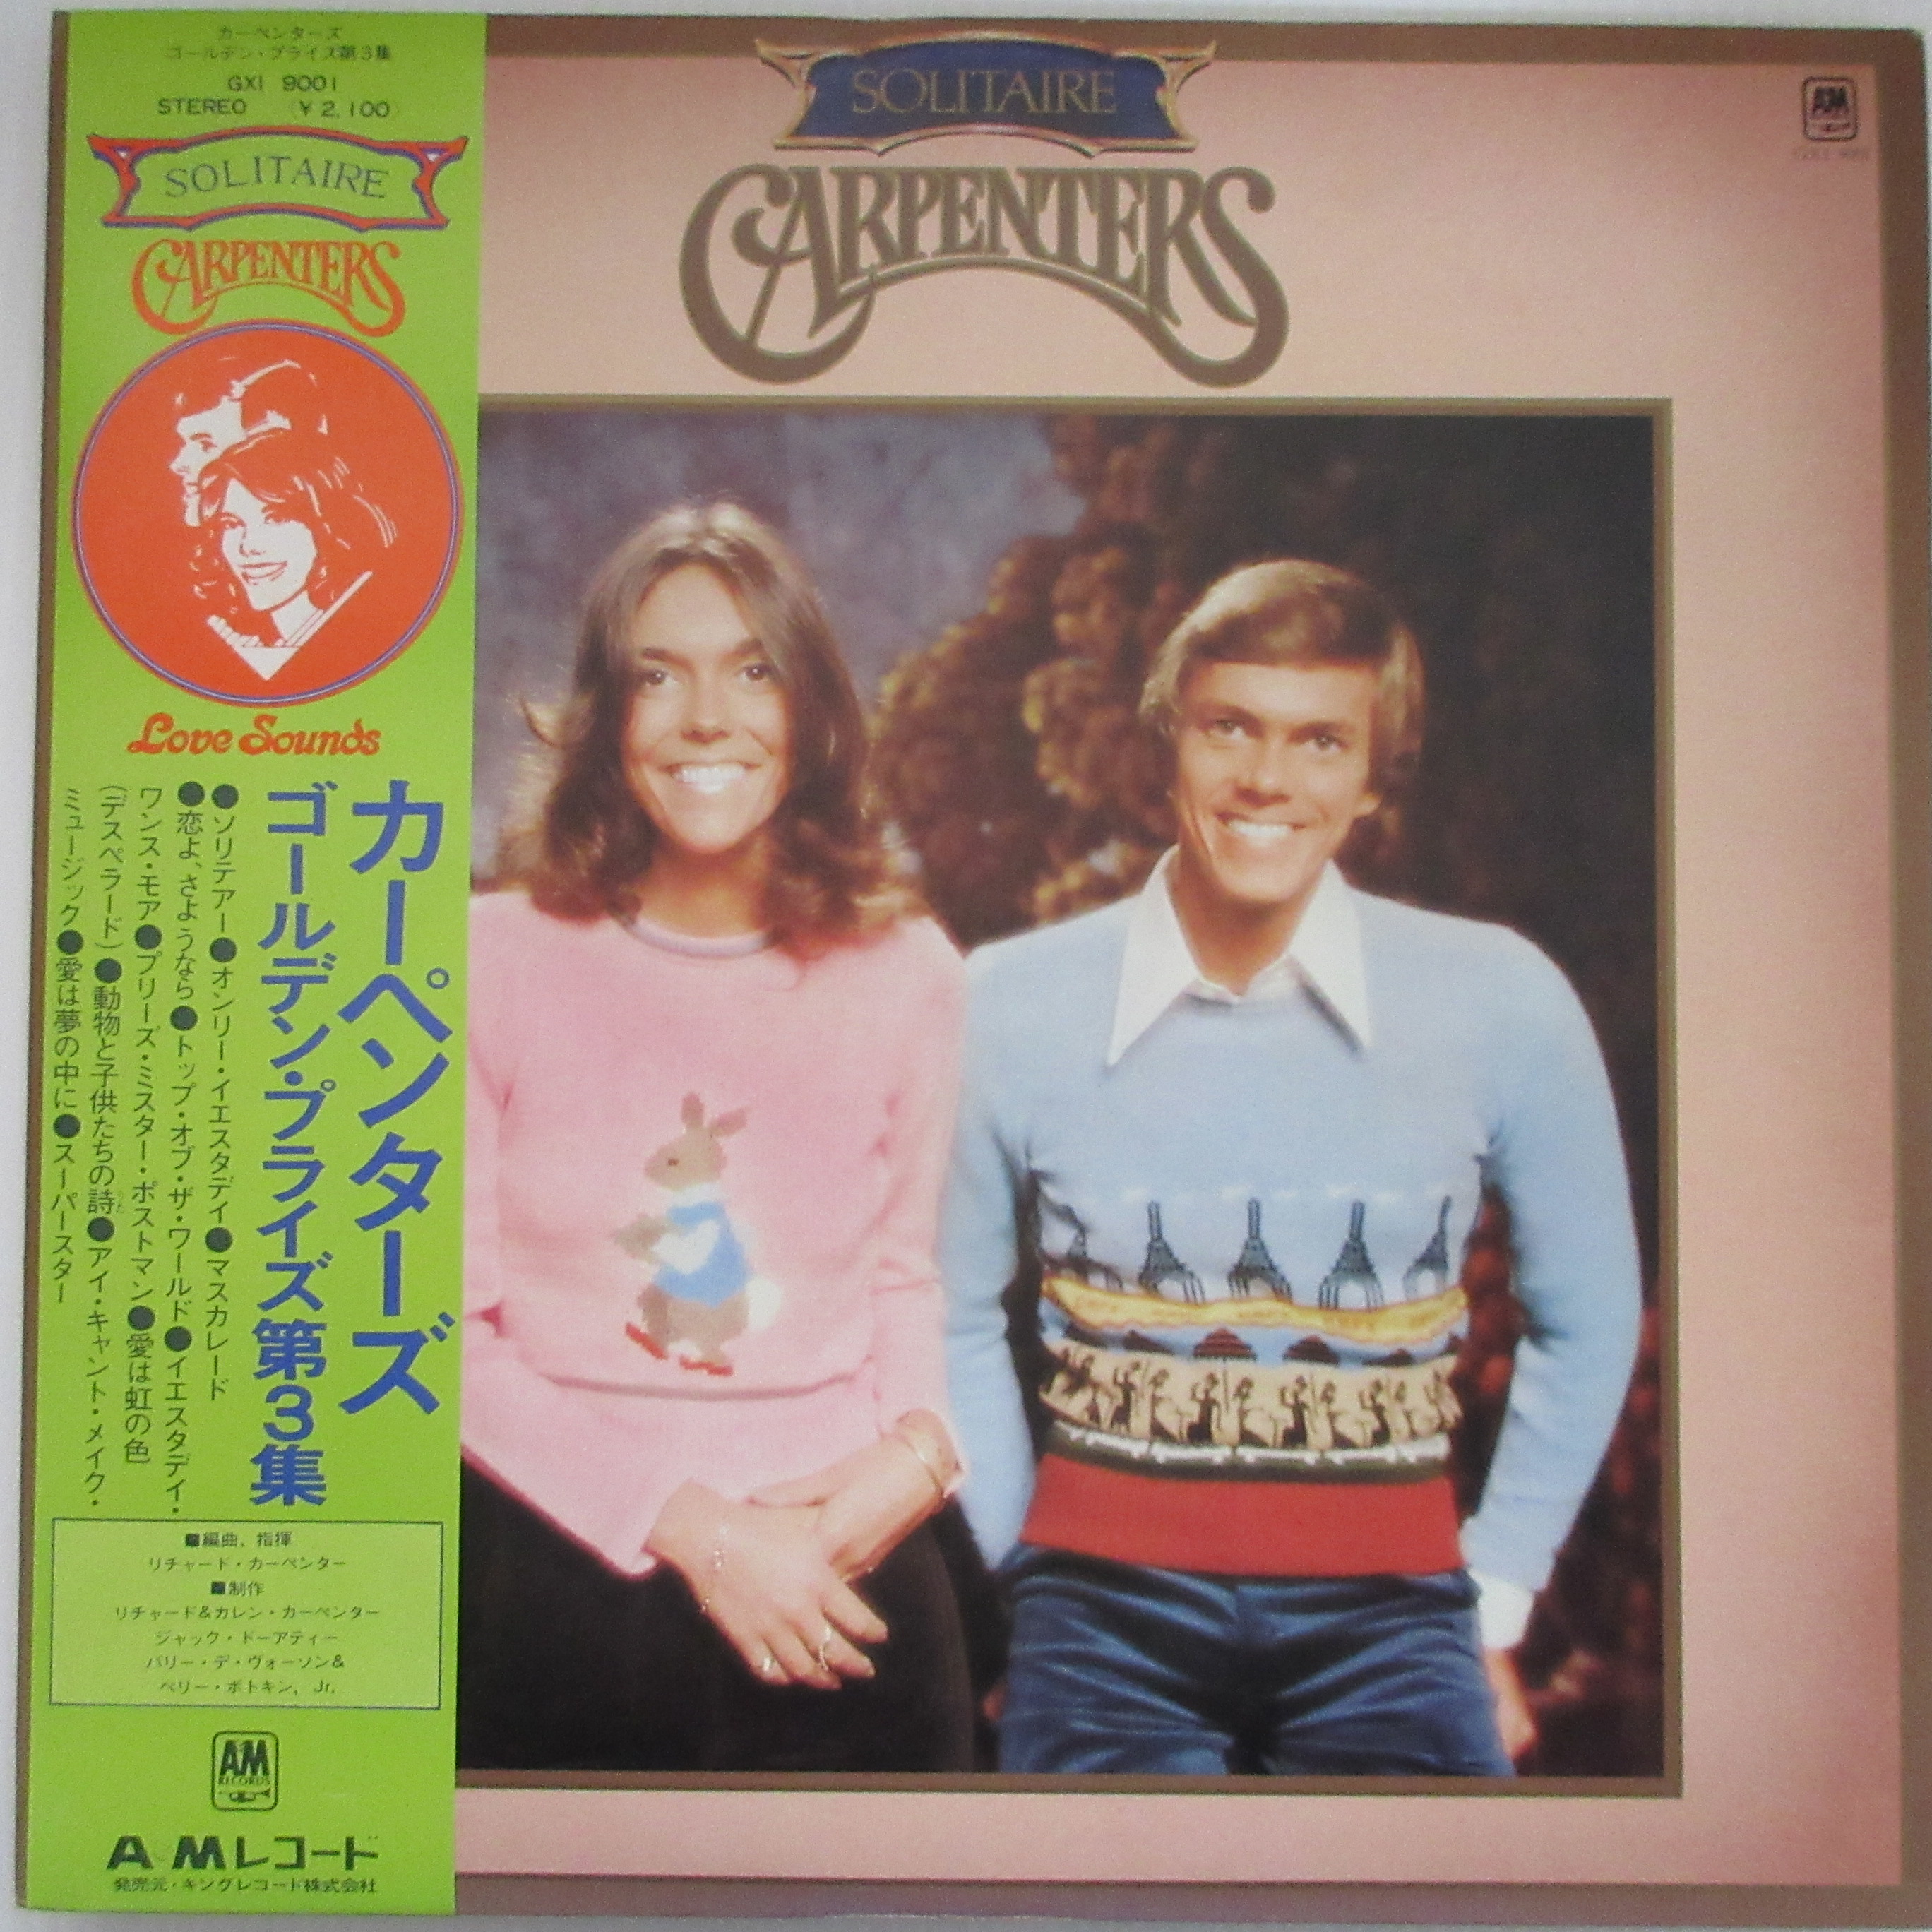 カーペンターズ
ゴールデン・プライズ第3集
GXI 9001
STEREO (¥2,100)
SOLITAIRE
CARPENTERS
Love Sounds
カーペンターズ
ゴールデン・プライズ第3集
●ソリテアー●オンリー・イエスタデイ●マスカレード
●恋よ、さようなら●トップ・オブ・ザ・ワールド●イエスタデイ・
ワンス・モア●プリーズ・ミスター・ポストマン●愛は虹の色
(デスペラード)●動物と子供たちの詩●アイ・キャント・メイク・
ミュージック●愛は夢の中に●スーパースター
■編曲、指揮
リチャード・カーペンター
■制作
リチャード&カレン・カーペンター
ジャック・ドーアティー
バリー・デ・ヴォーソン&
ペリー・ボトキン, Jr.
A&M
RECORDS
A&Mレコード
発売元・キングレコード株式会社
SOLITAIRE
CARPENTERS
A&M